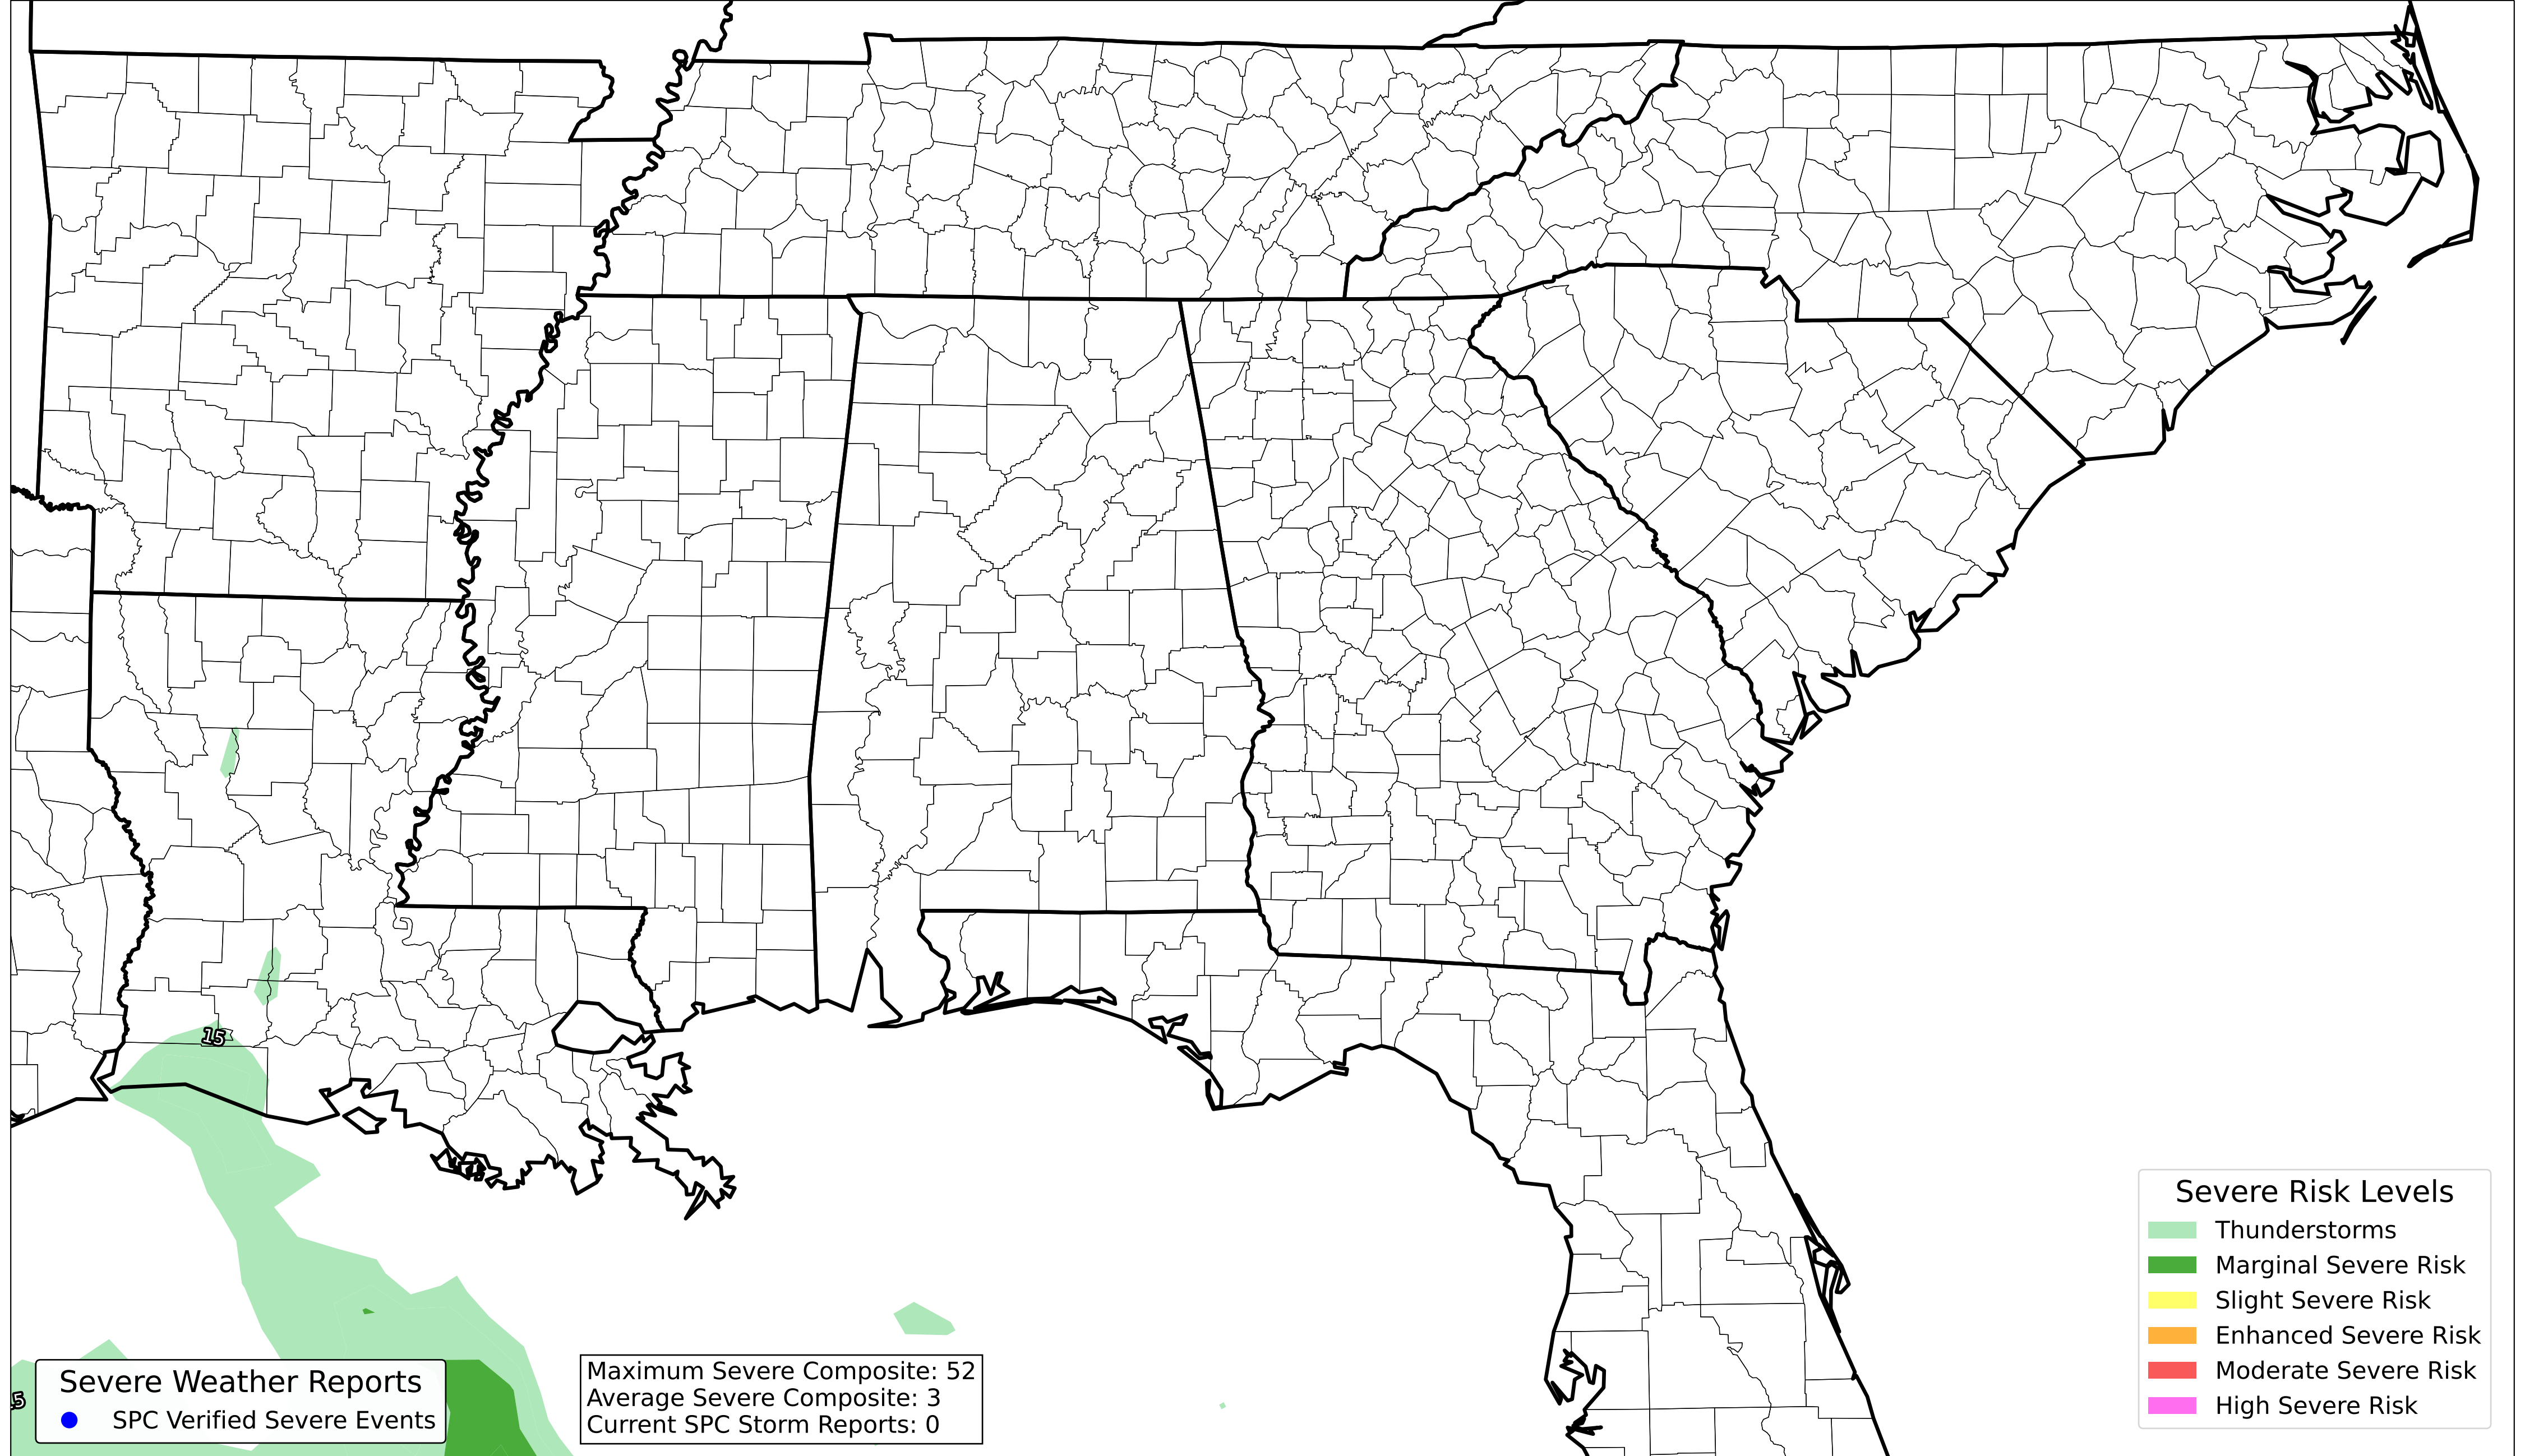 15
5
Severe Weather Reports
SPC Verified Severe Events
Maximum Severe Composite: 52
Average Severe Composite: 3
Current SPC Storm Reports: 0
Severe Risk Levels
Thunderstorms
Marginal Severe Risk
Slight Severe Risk
Enhanced Severe Risk
Moderate Severe Risk
High Severe Risk